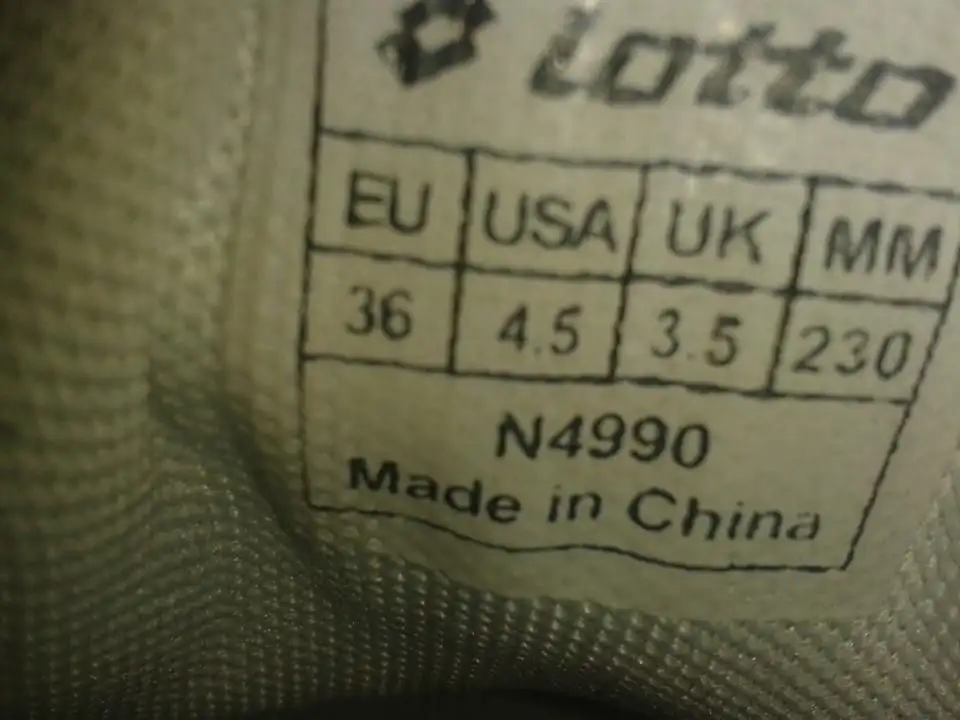 lotto
EU USA UK MM
36 4.5 3.5 230
N4990
Made in China